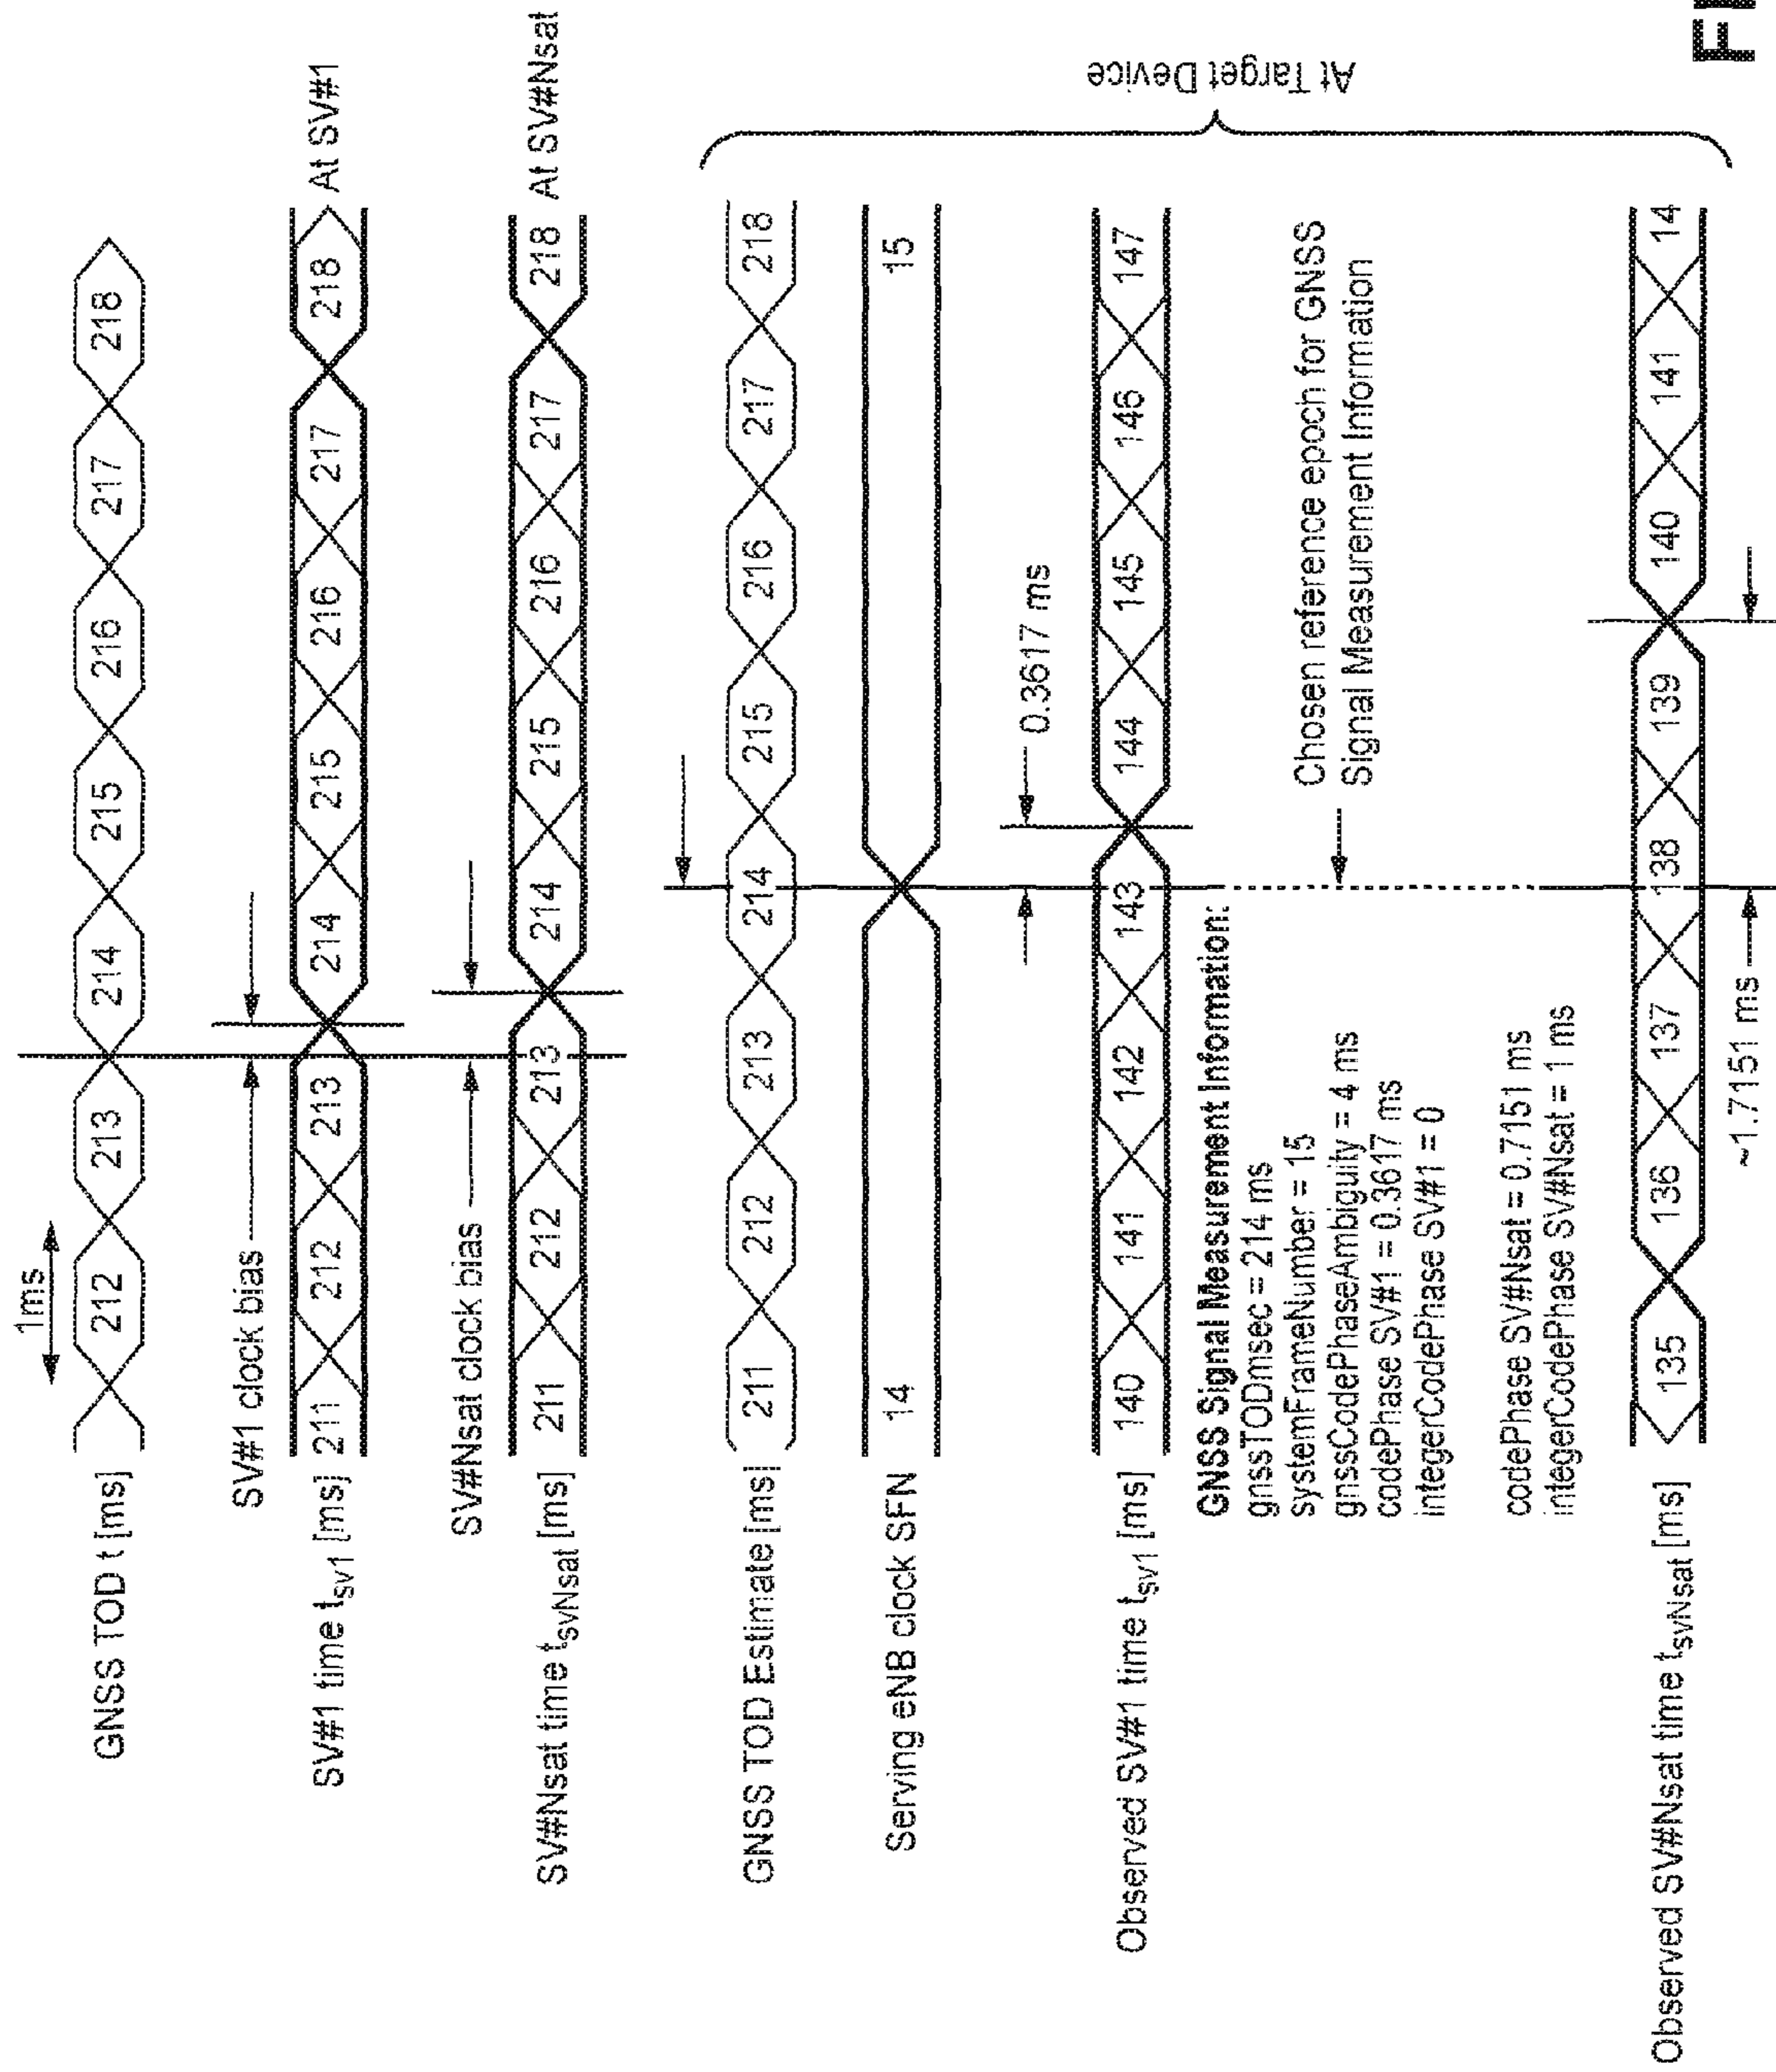 1ms
GNSS TOD t [ms] 212 213 214 215 216 217 218
SV#1 clock bias
SV#1 time t_sv1 [ms] 211 212 213 214 215 216 217 218 At SV#1
SV#Nsat clock bias
SV#Nsat time t_svNsat [ms] 211 212 213 214 215 216 217 218 At SV#Nsat
GNSS TOD Estimate [ms] 211 212 213 214 215 216 217 218
Serving eNB clock SFN 14 15
At Target Device
0.3617 ms
Observed SV#1 time t_sv1 [ms] 140 141 142 143 144 145 146 147
GNSS Signal Measurement Information:
gnssTODmsec = 214 ms
systemFrameNumber = 15
gnssCodePhaseAmbiguity = 4 ms
codePhase SV#1 = 0.3617 ms
integerCodePhase SV#1 = 0
Chosen reference epoch for GNSS
Signal Measurement Information
codePhase SV#Nsat = 0.7151 ms
integerCodePhase SV#Nsat = 1 ms
Observed SV#Nsat time t_svNsat [ms] 135 136 137 138 139 140 141 14
~1.7151 ms